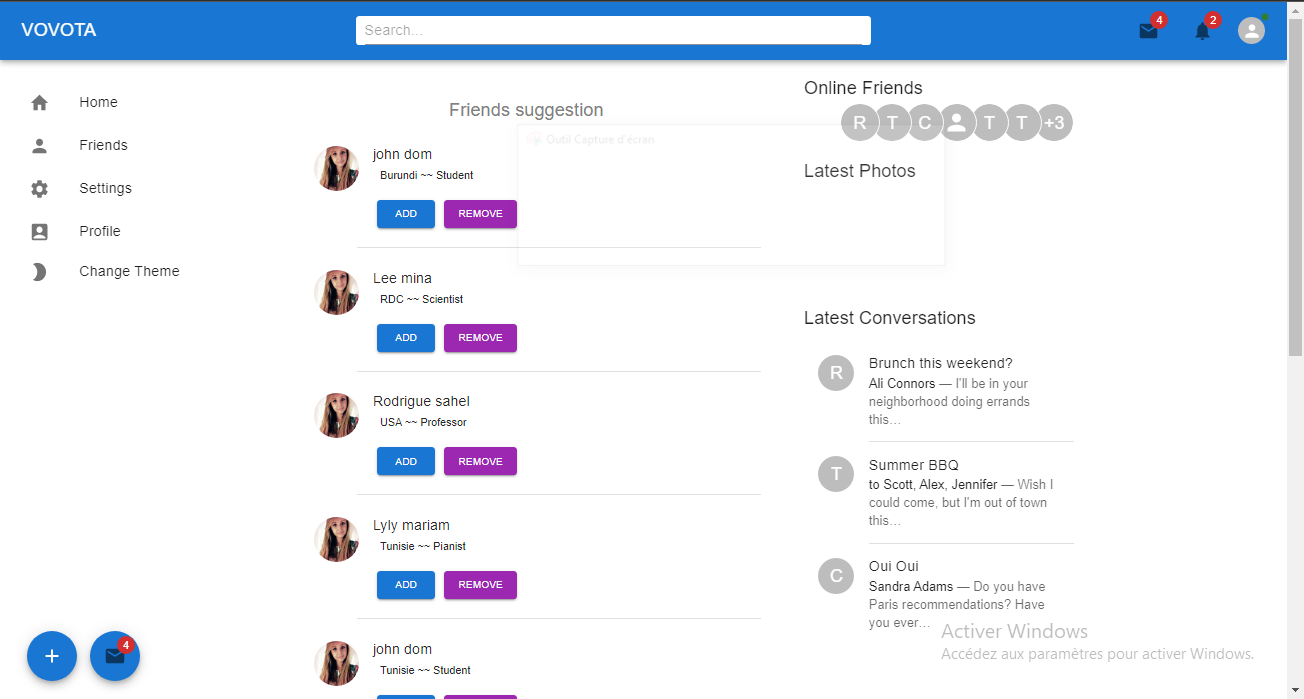 VOVOTA
Search...
4
2
Home
Friends
Settings
Profile
Change Theme
4
Friends suggestion
john dom
Burundi ~~ Student
ADD
REMOVE
Lee mina
RDC ~~ Scientist
ADD
REMOVE
Rodrigue sahel
USA ~~ Professor
ADD
REMOVE
Lyly mariam
Tunisie ~~ Pianist
ADD
REMOVE
john dom
Tunisie ~~ Student
Outil Capture d'écran
Online Friends
R
T
C
T
T
+3
Latest Photos
Latest Conversations
R
Brunch this weekend?
Ali Connors — I'll be in your
neighborhood doing errands
this…
T
Summer BBQ
to Scott, Alex, Jennifer — Wish I
could come, but I'm out of town
this…
C
Oui Oui
Sandra Adams — Do you have
Paris recommendations? Have
you ever…
Activer Windows
Accédez aux paramètres pour activer Windows.